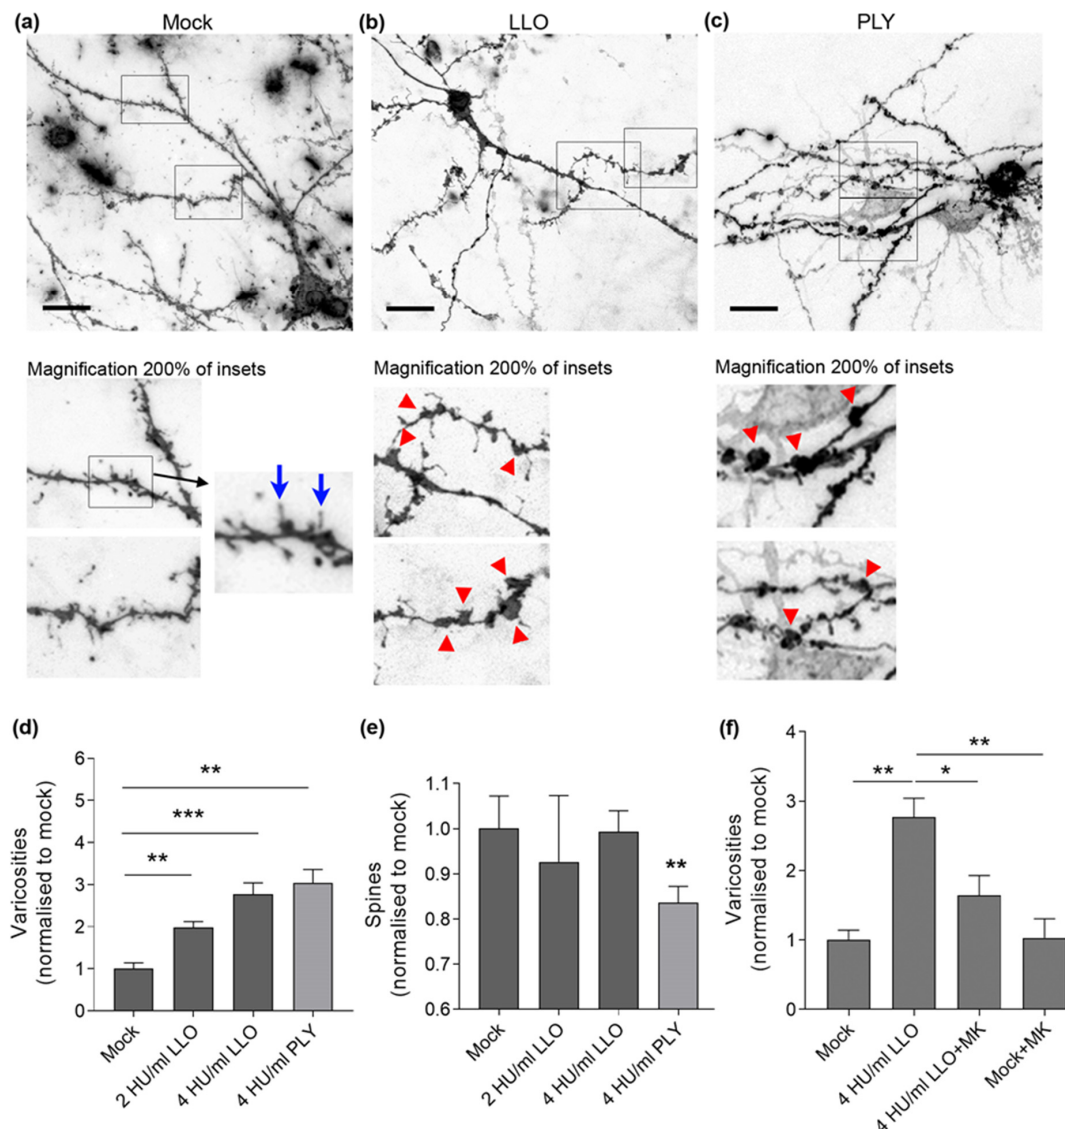 (a) Mock
(b) LLO
(c) PLY
Magnification 200% of insets
Magnification 200% of insets
Magnification 200% of insets
(d)
Varicosities
(normalised to mock)
6
5
4
3
2
1
0
**
***
**
Mock
2 HU/ml LLO
4 HU/ml LLO
4 HU/ml PLY
(e)
Spines
(normalised to mock)
1.1
1.0
0.9
0.8
0.7
0.6
**
Mock
2 HU/ml LLO
4 HU/ml LLO
4 HU/ml PLY
(f)
Varicosities
(normalised to mock)
4
3
2
1
0
**
** *
Mock
4 HU/ml LLO
4 HU/ml LLO+MK
Mock+MK